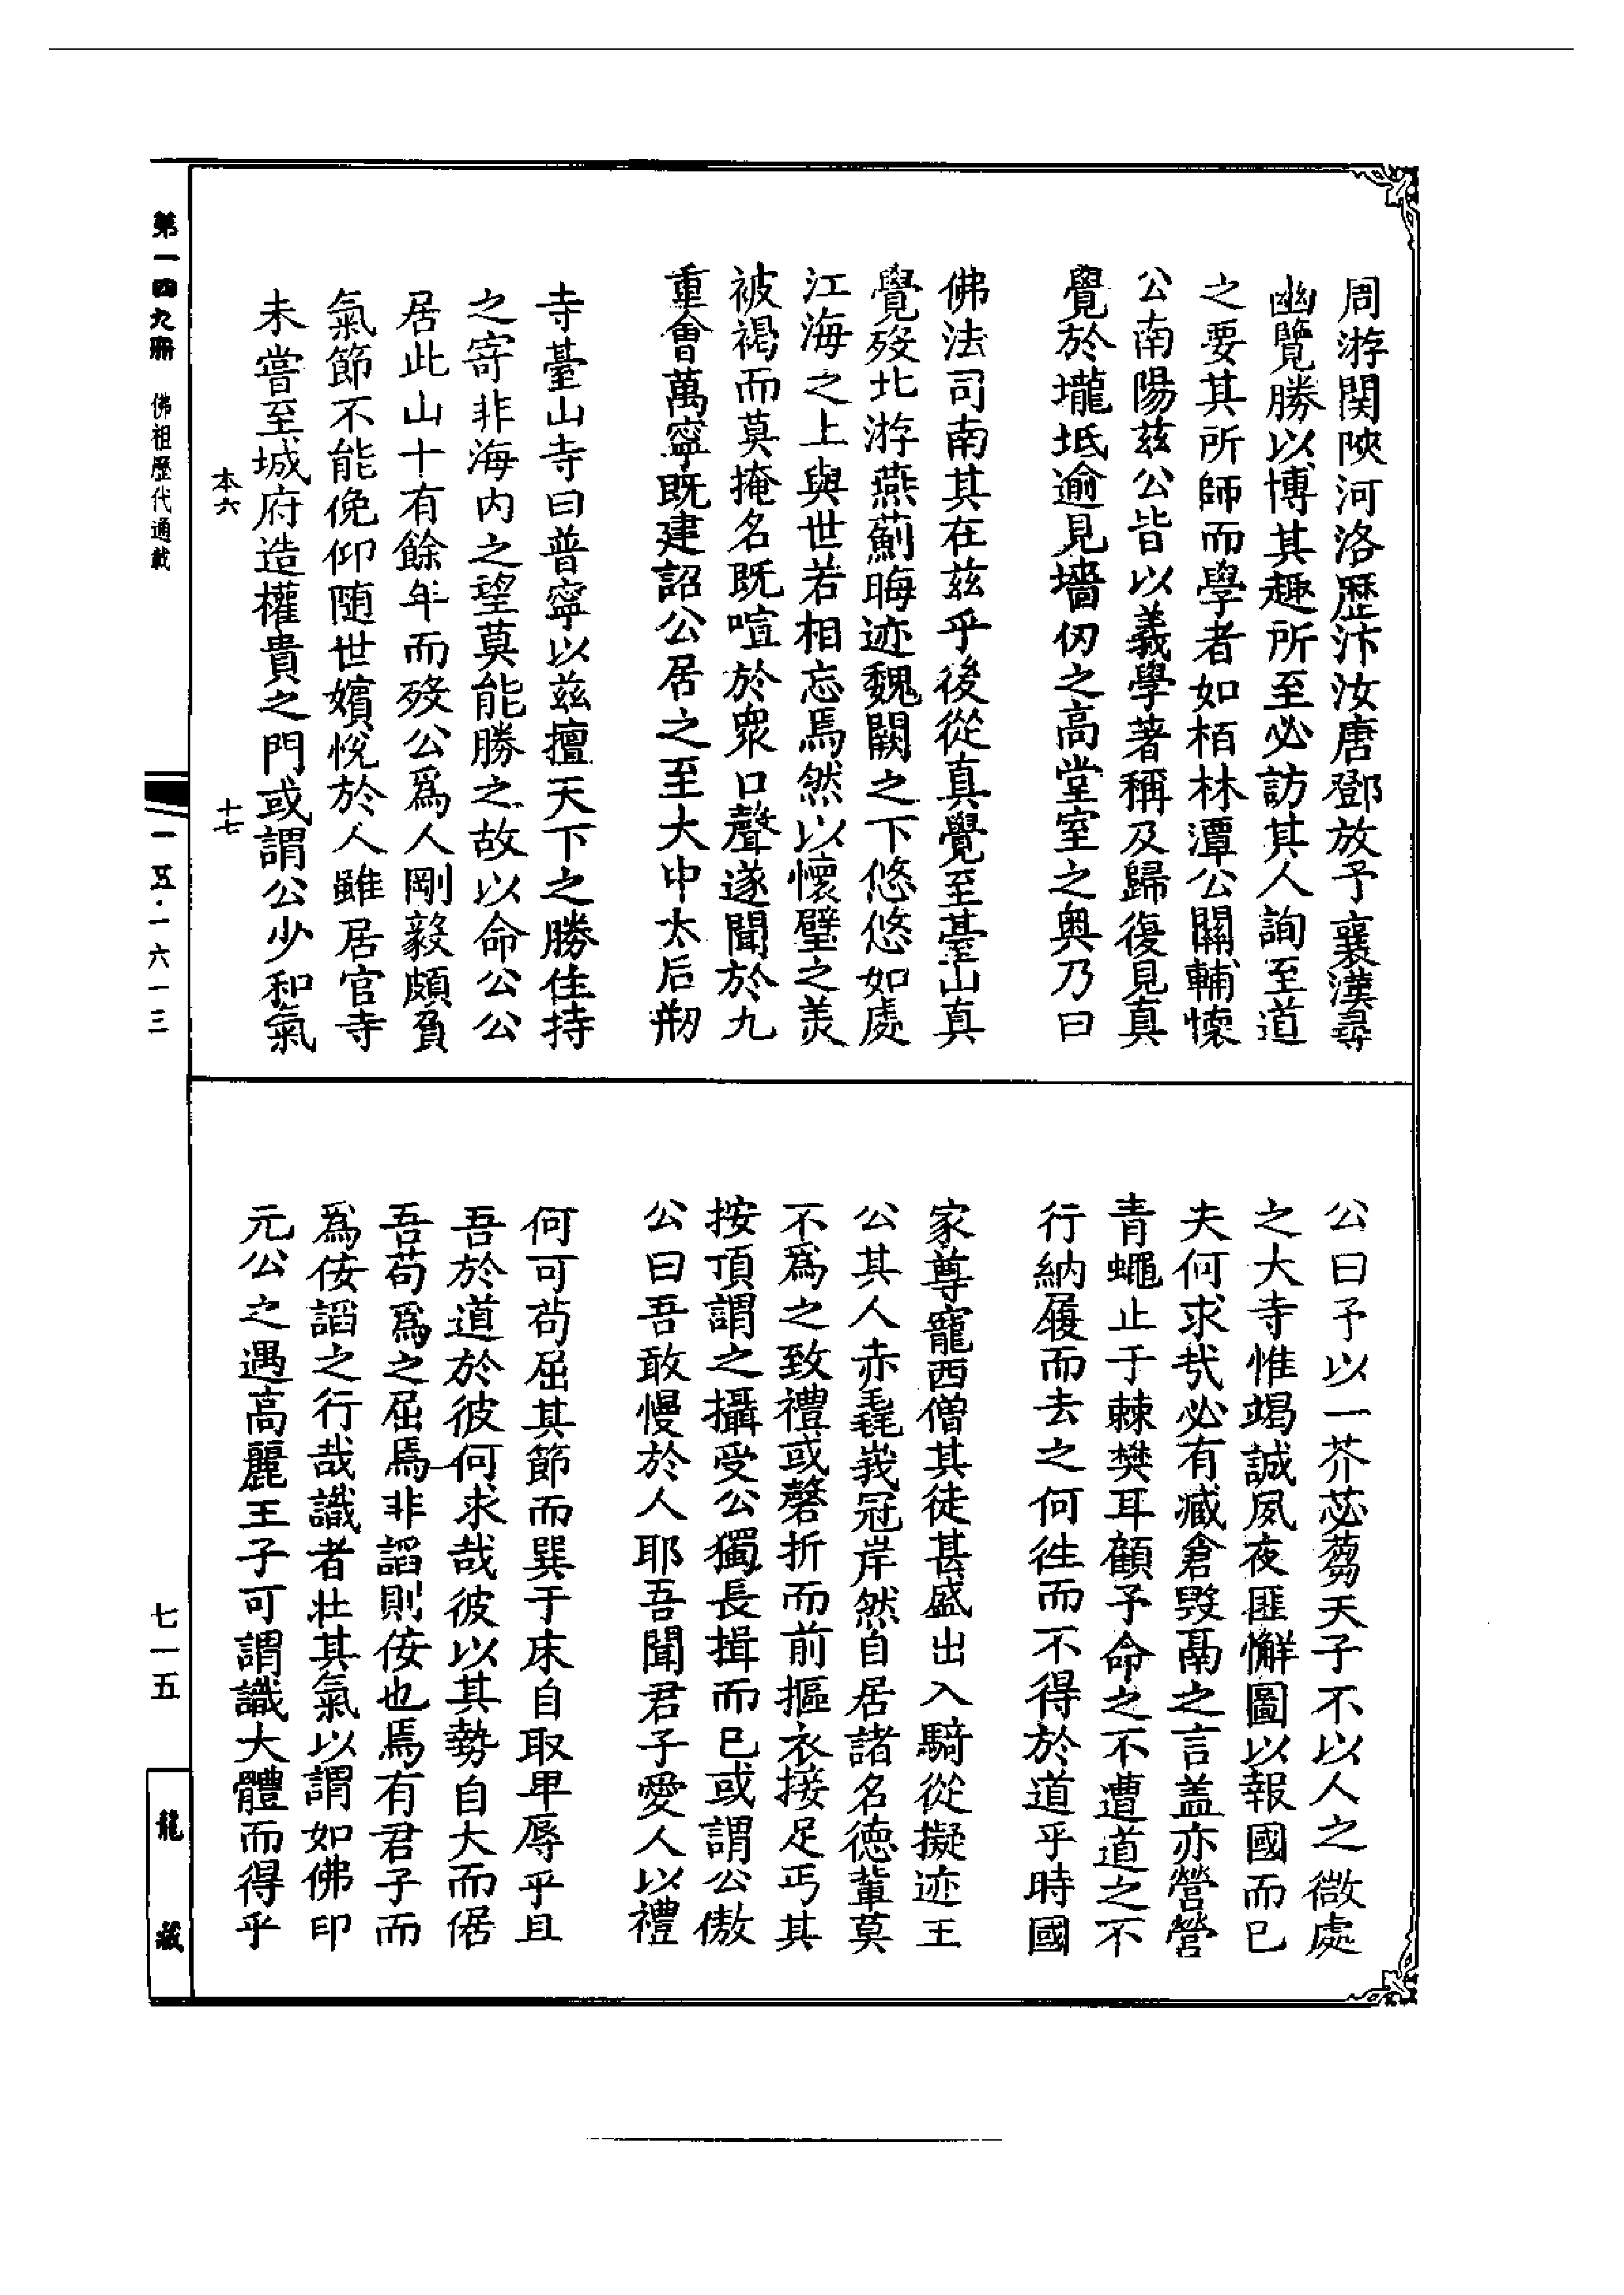 周游関陜河洛歷汴汝唐鄧放予襄漢尋
幽覽勝以博其趣所至必訪其人詢至道
之要其所師而學者如栢林潭公關輔懷
公南陽茲公皆以義學著稱及歸復見真
覺於壠坻逾見墻仞之高堂室之奥乃曰
佛法司南其在茲乎後從真覺至臺山真
覺歿北游燕薊晦迹魏闕之下悠悠如處
江海之上與世若相忘焉然以懷璧之羙
被褐而莫掩名既喧於衆口聲遂聞於九
重會萬寧既建詔公居之至大中太后剏
寺臺山寺曰普寧以茲擅天下之勝住持
之寄非海内之望莫能勝之故以命公公
居此山十有餘年而歿公爲人剛毅頗負
氣節不能俛仰随世嬪悅於人雖居官寺
未嘗至城府造權貴之門或謂公少和氣
本六
十七
公曰予以一芥苾蒭天子不以人之微處
之大寺惟竭誠夙夜匪懈圖以報國而已
夫何求㢤必有臧倉毀鬲之言盖亦營營
青蠅止于棘樊耳顧予命之不遭道之不
行納履而去之何徃而不得於道乎時國
家尊寵西僧其徒甚盛出入騎從擬迹王
公其人赤毳峩冠岸然自居諸名德輩莫
不爲之致禮或磬折而前摳衣接足丐其
按頂謂之攝受公獨長揖而已或謂公傲
公曰吾敢慢於人耶吾聞君子愛人以禮
何可苟屈其節而巽于床自取卑辱乎且
吾於道於彼何求哉彼以其勢自大而倨
吾苟爲之屈焉非謟則佞也焉有君子而
爲佞謟之行哉識者壯其氣以謂如佛印
元公之遇高麗王子可謂識大體而得乎
第一四九冊 佛祖歷代通載
一五·一六一三
七一五
龍藏